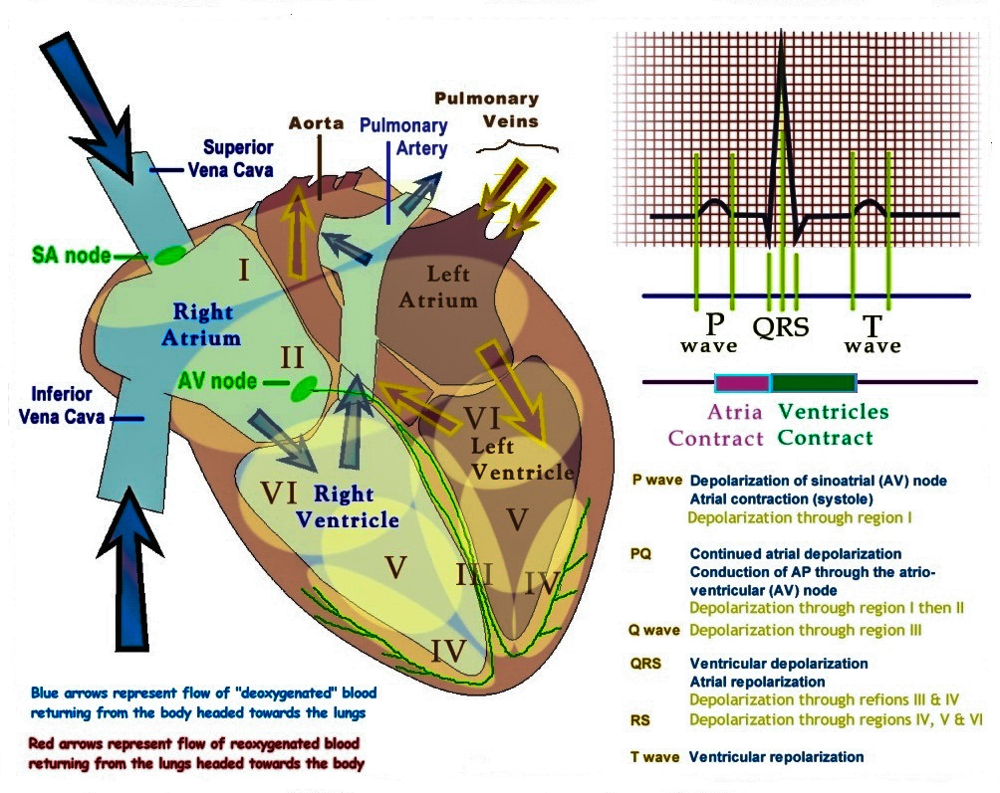 Pulmonary
Veins
Aorta
Pulmonary
Artery
Superior
Vena Cava
SA node
I
Left
Atrium
Right
Atrium
II
AV node
Inferior
Vena Cava
VI
Left
Ventricle
VI
Right
Ventricle
V
V
III
IV
IV
Blue arrows represent flow of "deoxygenated" blood
returning from the body headed towards the lungs
Red arrows represent flow of reoxygenated blood
returning from the lungs headed towards the body
P
wave
QRS
T
wave
Atria
Contract
Ventricles
Contract
P wave Depolarization of sinoatrial (AV) node
Atrial contraction (systole)
Depolarization through region I
PQ Continued atrial depolarization
Conduction of AP through the atrio-
ventricular (AV) node
Depolarization through region I then II
Q wave Depolarization through region III
QRS Ventricular depolarization
Atrial repolarization
Depolarization through refions III & IV
RS Depolarization through regions IV, V & VI
T wave Ventricular repolarization